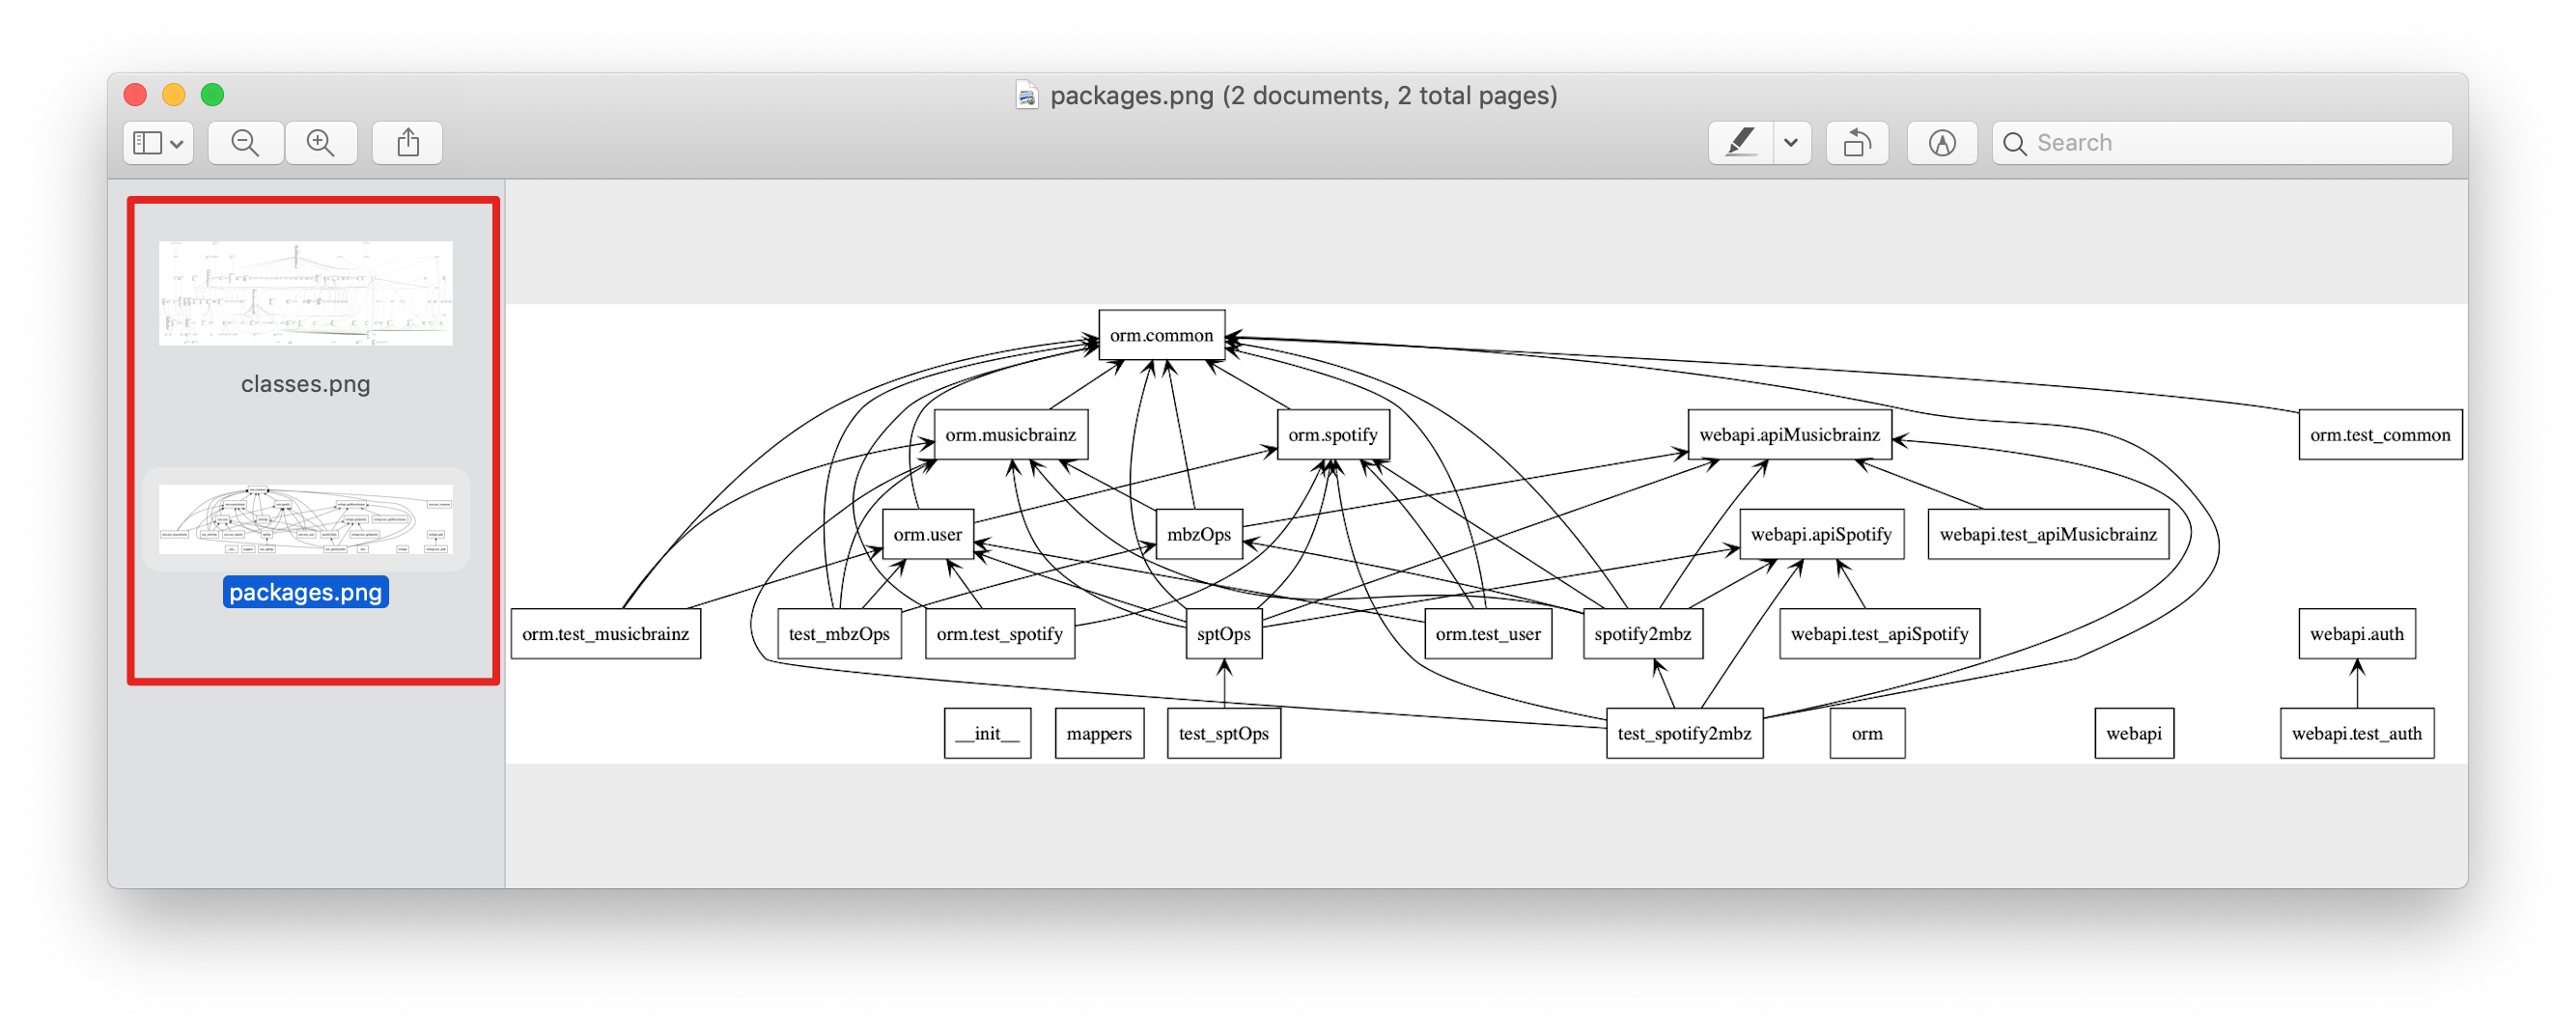 packages.png (2 documents, 2 total pages)
Search
classes.png
packages.png
orm.common
orm.musicbrainz
orm.spotify
webapi.apiMusicbrainz
orm.test_common
orm.user
mbzOps
webapi.apiSpotify
webapi.test_apiMusicbrainz
orm.test_musicbrainz
test_mbzOps
orm.test_spotify
sptOps
orm.test_user
spotify2mbz
webapi.test_apiSpotify
webapi.auth
__init__
mappers
test_sptOps
test_spotify2mbz
orm
webapi
webapi.test_auth